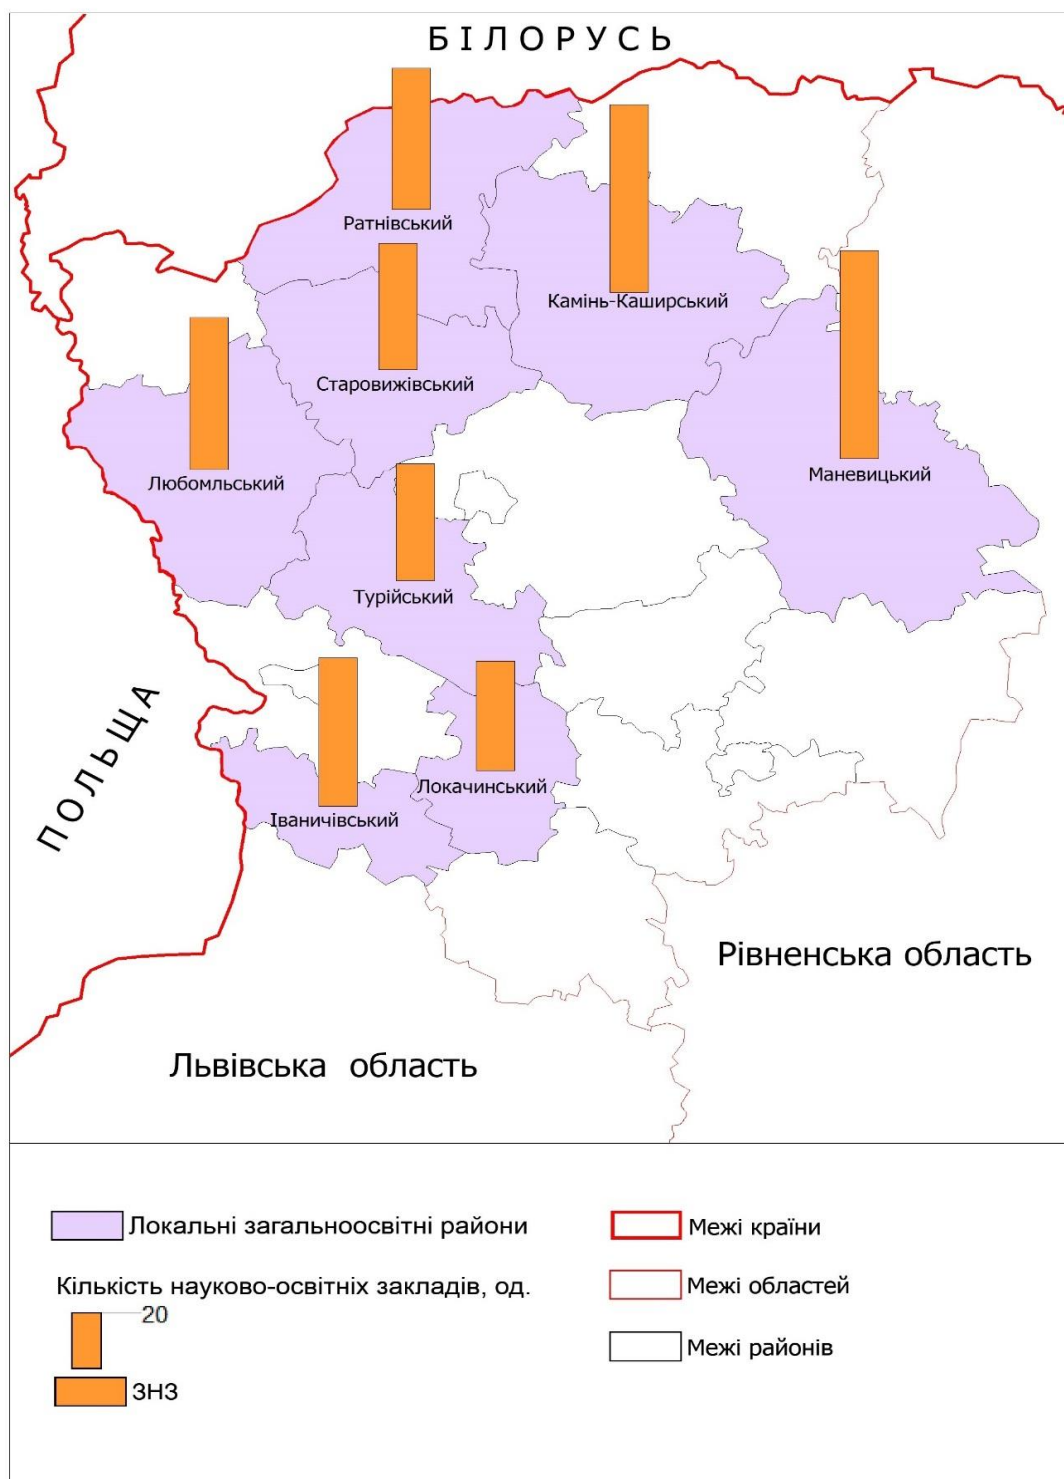 БІЛОРУСЬ
Ратнівський
Камінь-Каширський
Старовижівський
Любомльський
Маневицький
Турійський
ПОЛЬЩА
Локачинський
Іваничівський
Рівненська область
Львівська область
Локальні загальноосвітні райони
Кількість науково-освітніх закладів, од.
20
ЗНЗ
Межі країни
Межі областей
Межі районів